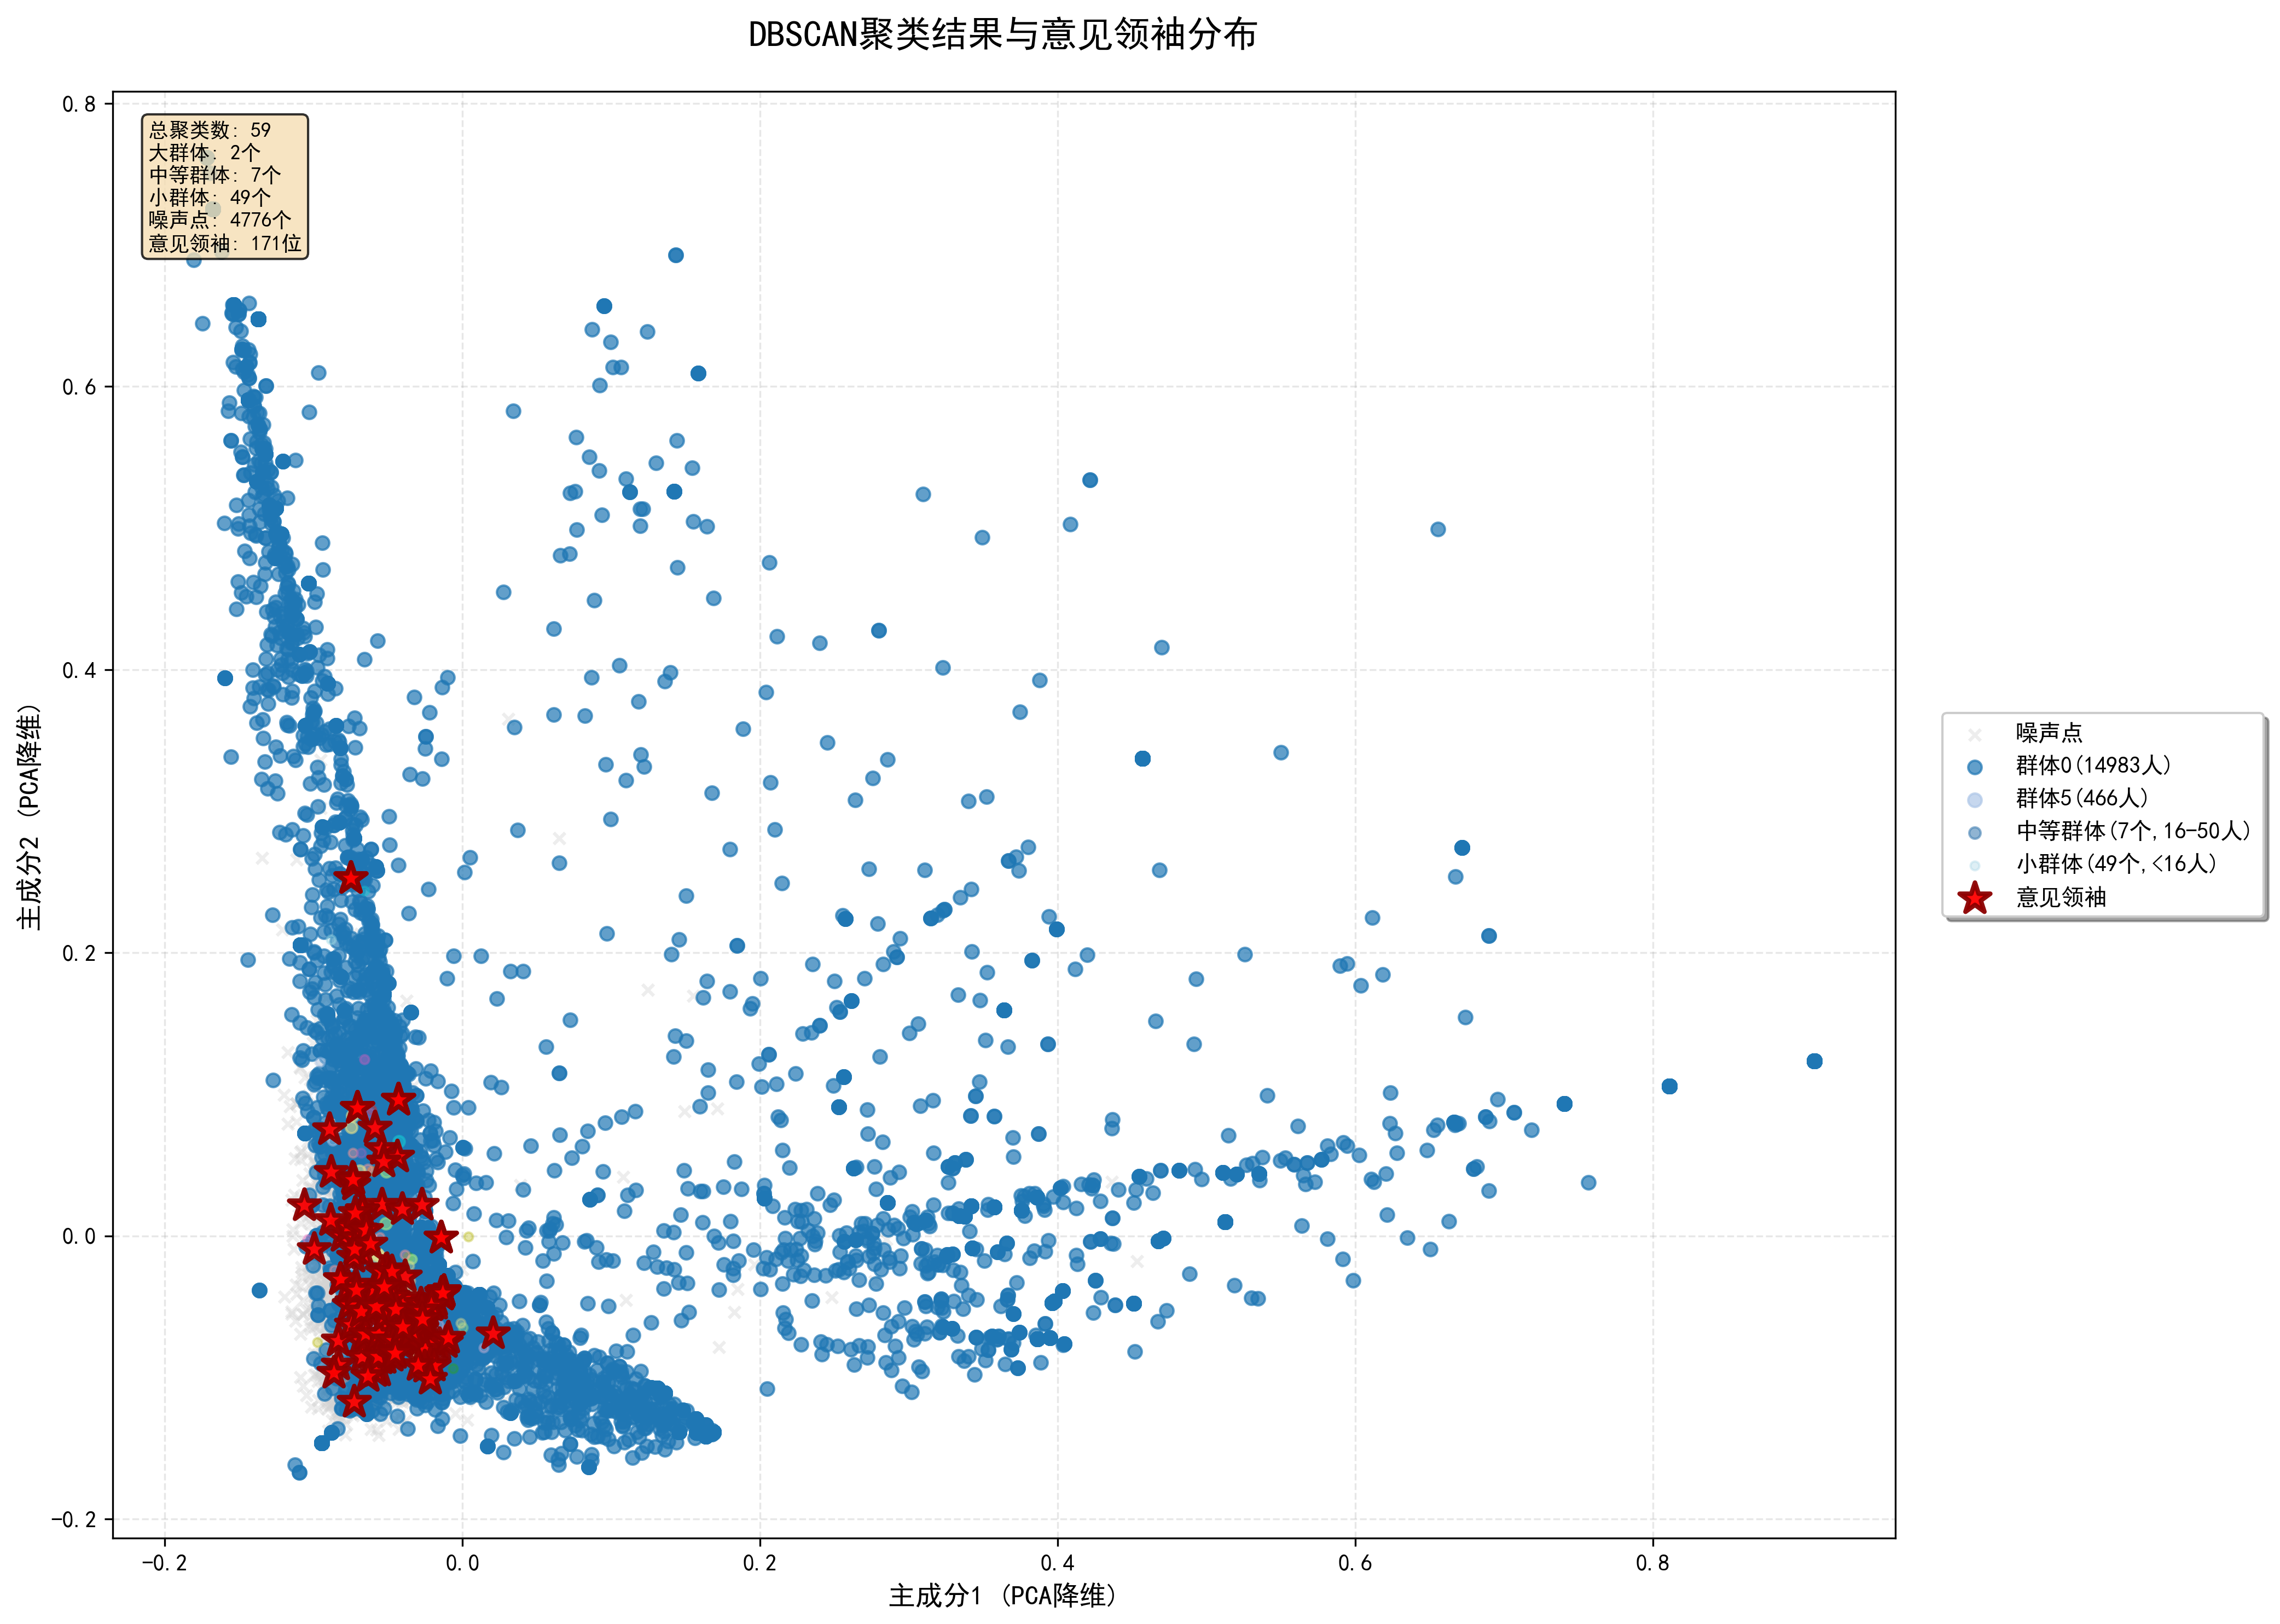 DBSCAN聚类结果与意见领袖分布
总聚类数: 59
大群体: 2个
中等群体: 7个
小群体: 49个
噪声点: 4776个
意见领袖: 171位
0.8
0.6
0.4
0.2
0.0
-0.2
主成分2 (PCA降维)
-0.2
0.0
0.2
0.4
0.6
0.8
主成分1 (PCA降维)
噪声点
群体0(14983人)
群体5(466人)
中等群体(7个,16-50人)
小群体(49个,<16人)
意见领袖